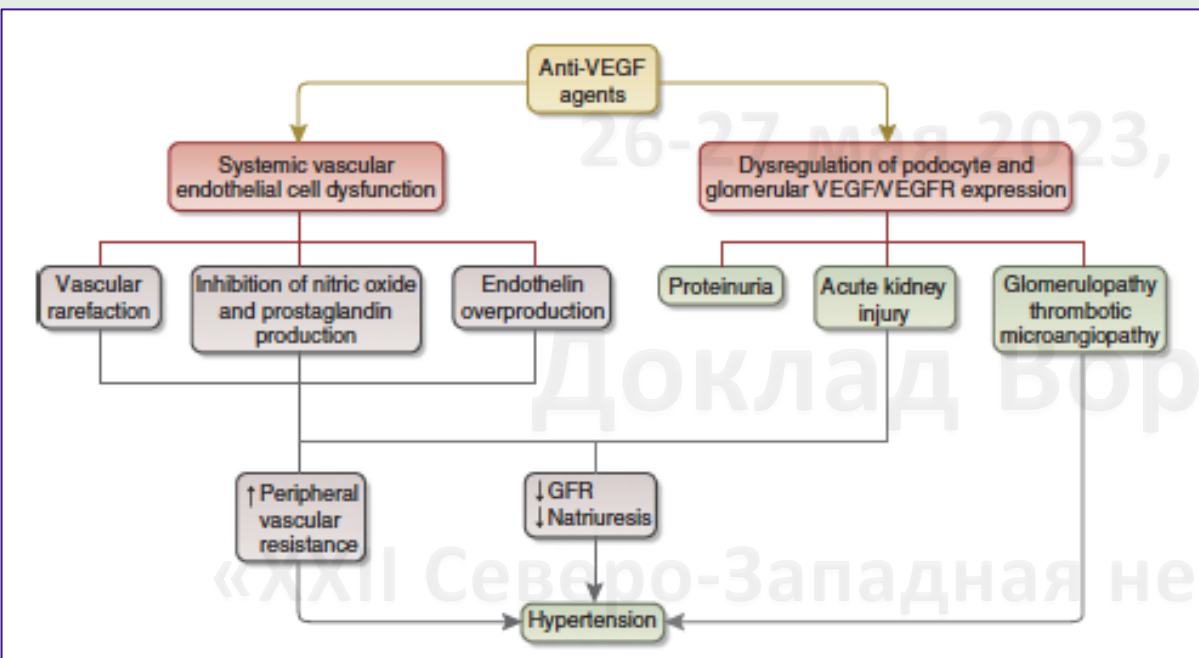 Anti-VEGF
agents
26-27 мая 2023,
Systemic vascular
endothelial cell dysfunction
Dysregulation of podocyte and
glomerular VEGF/VEGFR expression
Vascular
rarefaction
Inhibition of nitric oxide
and prostaglandin
production
Endothelin
overproduction
Proteinuria
Acute kidney
injury
Glomerulopathy
thrombotic
microangiopathy
Доклад Вор
↑ Peripheral
vascular
resistance
↓GFR
↓Natriuresis
«XXII Северо-Западная не
Hypertension